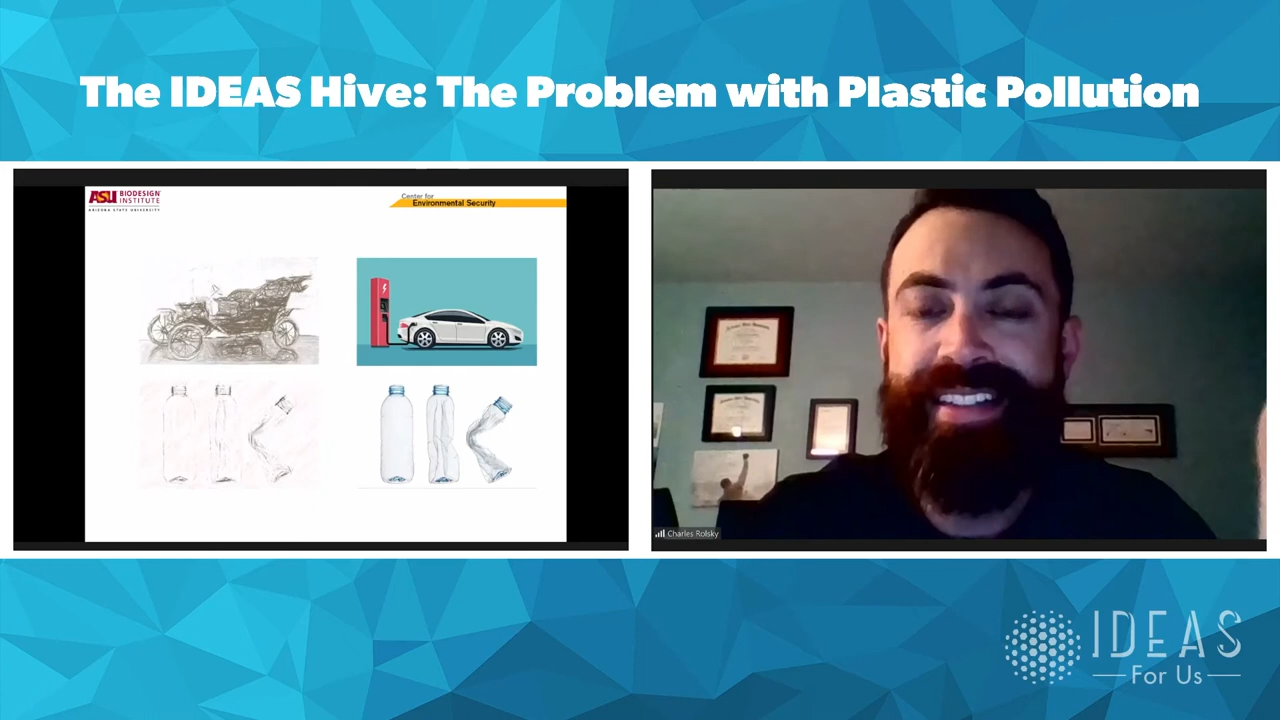 The IDEAS Hive: The Problem with Plastic Pollution
ASU BIODESIGN
INSTITUTE
ARIZONA STATE UNIVERSITY
Center for
Environmental Security
Charles Rolsky
IDEAS
For Us